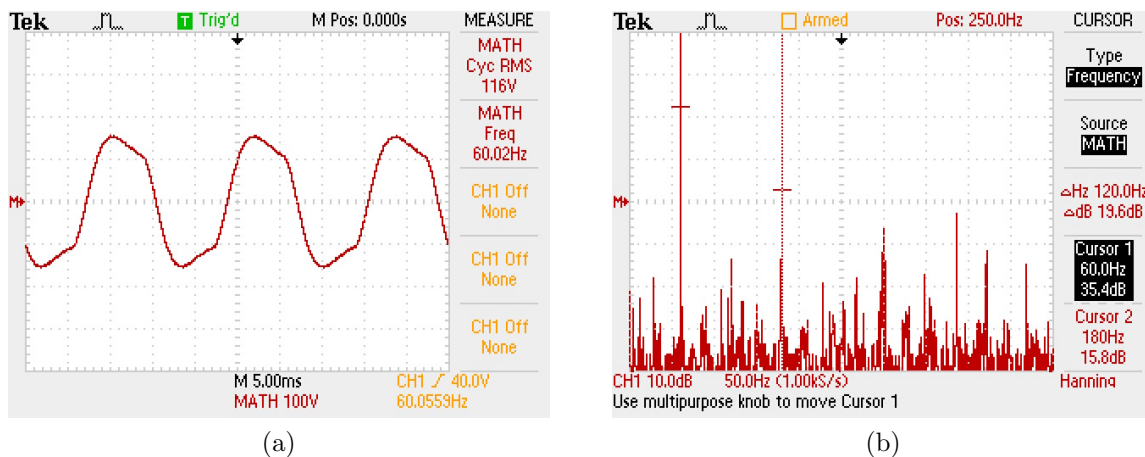 Tek
T Trig'd
M Pos: 0.000s
MEASURE
MATH
Cyc RMS
116V
MATH
Freq
60.02Hz
CH1 Off
None
CH1 Off
None
CH1 Off
None
M
M 5.00ms
CH1 40.0V
MATH 100V
60.0559Hz
(a)
Tek
Armed
Pos: 250.0Hz
CURSOR
Type
Frequency
Source
MATH
△Hz 120.0Hz
△dB 19.6dB
Cursor 1
60.0Hz
35.4dB
Cursor 2
180Hz
15.8dB
M
CH1 10.0dB
50.0Hz (1.00kS/s)
Hanning
Use multipurpose knob to move Cursor 1
(b)